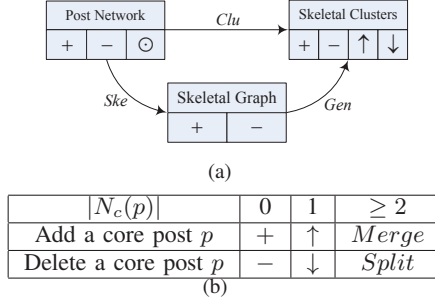 Post Network
Clu
Skeletal Clusters
+ − ⊙
+ − ↑ ↓
Ske
Skeletal Graph
Gen
+ −
(a)
|N_c(p)| 0 1 ≥ 2
Add a core post p + ↑ Merge
Delete a core post p − ↓ Split
(b)